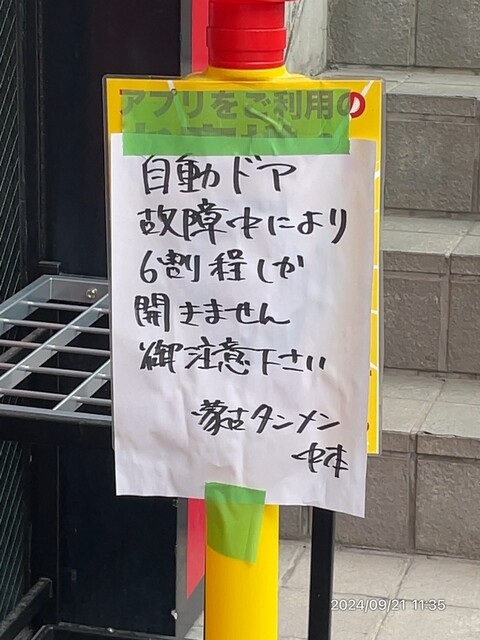 アプリをご利用の
自動ドア
故障中により
6割程しか
開きません
御注意下さい
蒙古タンメン
中本
2024/09/21 11:35